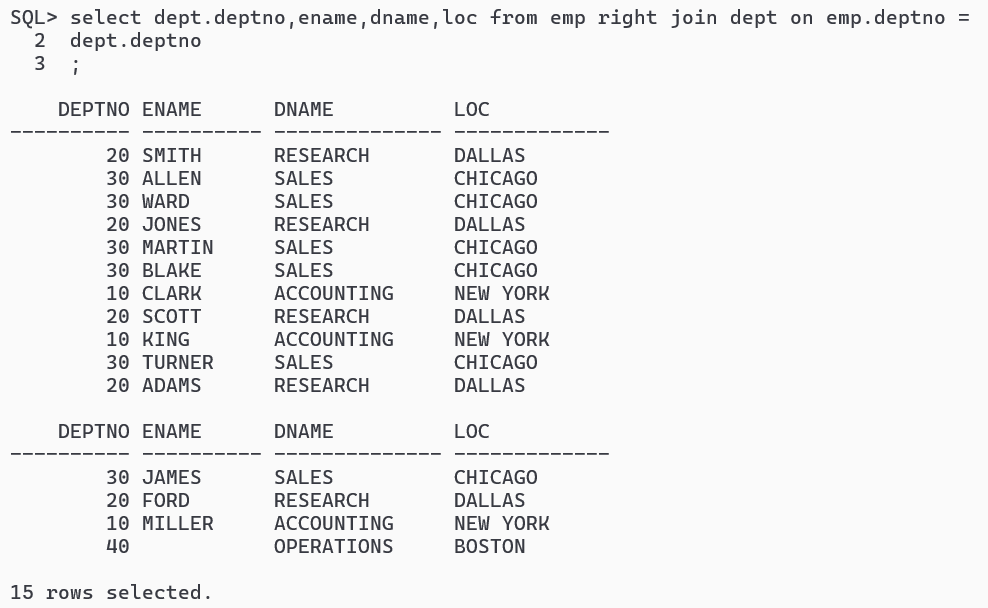 SQL> select dept.deptno,ename,dname,loc from emp right join dept on emp.deptno =
  2  dept.deptno
  3  ;

    DEPTNO ENAME      DNAME          LOC
---------- ---------- -------------- -------------
        20 SMITH      RESEARCH       DALLAS
        30 ALLEN      SALES          CHICAGO
        30 WARD       SALES          CHICAGO
        20 JONES      RESEARCH       DALLAS
        30 MARTIN     SALES          CHICAGO
        30 BLAKE      SALES          CHICAGO
        10 CLARK      ACCOUNTING     NEW YORK
        20 SCOTT      RESEARCH       DALLAS
        10 KING       ACCOUNTING     NEW YORK
        30 TURNER     SALES          CHICAGO
        20 ADAMS      RESEARCH       DALLAS

    DEPTNO ENAME      DNAME          LOC
---------- ---------- -------------- -------------
        30 JAMES      SALES          CHICAGO
        20 FORD       RESEARCH       DALLAS
        10 MILLER     ACCOUNTING     NEW YORK
        40            OPERATIONS     BOSTON

15 rows selected.